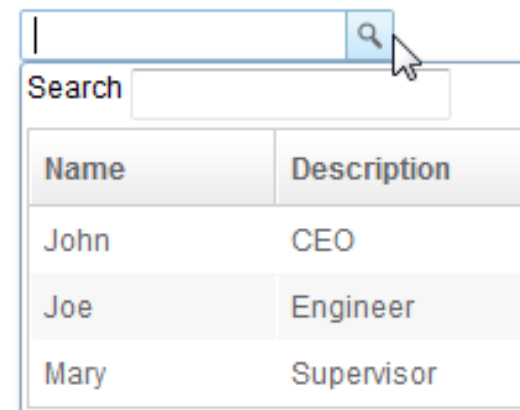 Search
Name Description
John CEO
Joe Engineer
Mary Supervisor